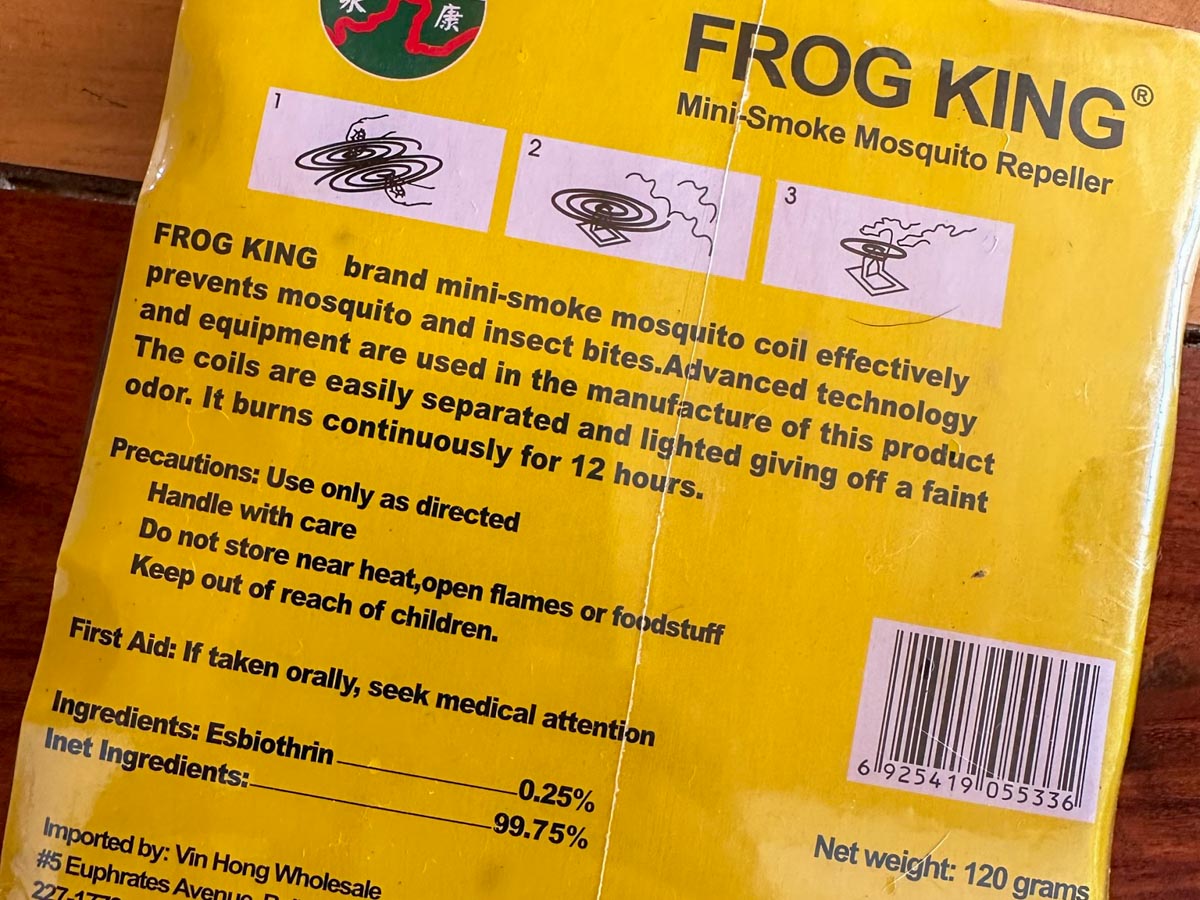 康
FROG KING®
Mini-Smoke Mosquito Repeller
1
2
3
FROG KING brand mini-smoke mosquito coil effectively
prevents mosquito and insect bites.Advanced technology
and equipment are used in the manufacture of this product
The coils are easily separated and lighted giving off a faint
odor. It burns continuously for 12 hours.
Precautions: Use only as directed
Handle with care
Do not store near heat,open flames or foodstuff
Keep out of reach of children.
First Aid: If taken orally, seek medical attention
Ingredients: Esbiothrin 0.25%
Inet Ingredients: 99.75%
6 925419 055336
Net weight: 120 grams
Imported by: Vin Hong Wholesale
#5 Euphrates Avenue